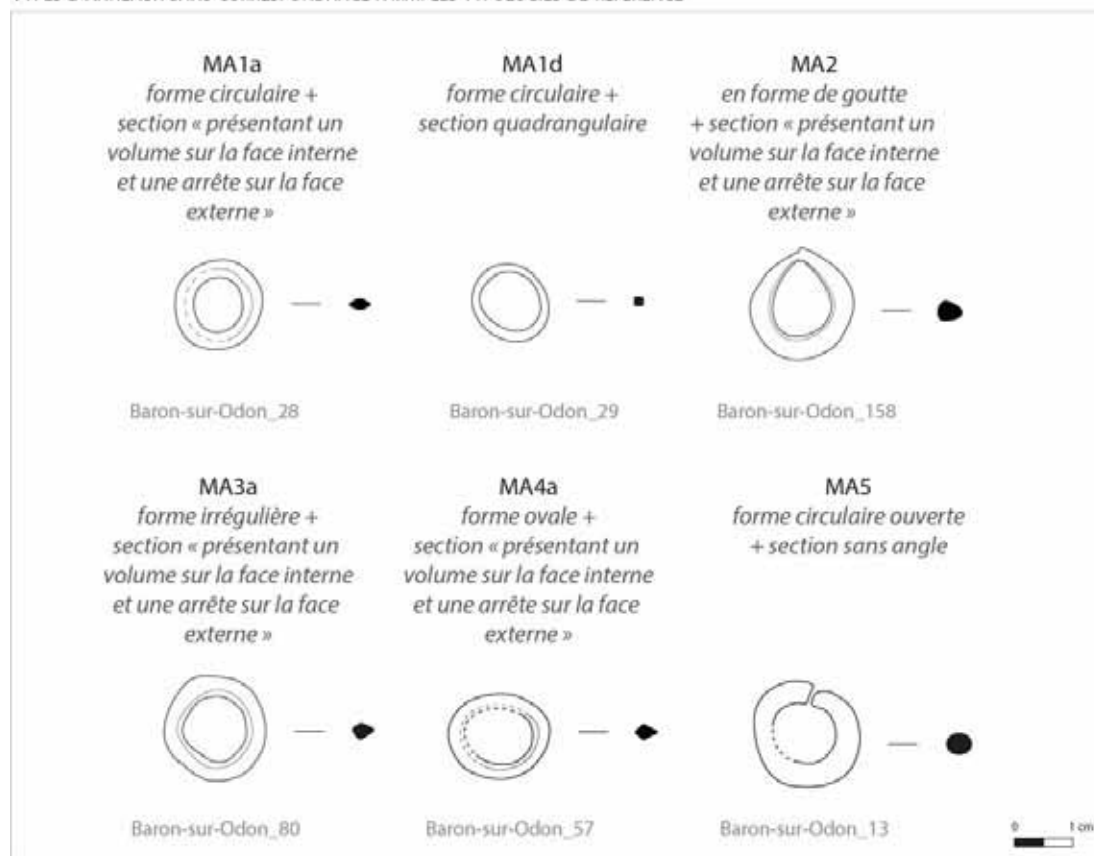 MA1a
forme circulaire +
section « présentant un
volume sur la face interne
et une arrête sur la face
externe »
MA1d
forme circulaire +
section quadrangulaire
MA2
en forme de goutte
+ section « présentant un
volume sur la face interne
et une arrête sur la face
externe »
Baron-sur-Odon_28
Baron-sur-Odon_29
Baron-sur-Odon_158
MA3a
forme irrégulière +
section « présentant un
volume sur la face interne
et une arrête sur la face
externe »
MA4a
forme ovale +
section « présentant un
volume sur la face interne
et une arrête sur la face
externe »
MA5
forme circulaire ouverte
+ section sans angle
Baron-sur-Odon_80
Baron-sur-Odon_57
Baron-sur-Odon_13
0 1 cm